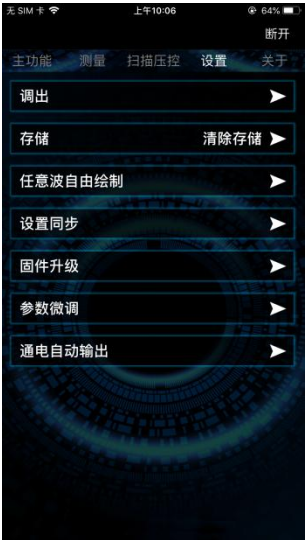 无 SIM 卡 上午10:06 64%
断开
主功能 测量 扫描压控 设置 关于
调出
存储 清除存储
任意波自由绘制
设置同步
固件升级
参数微调
通电自动输出